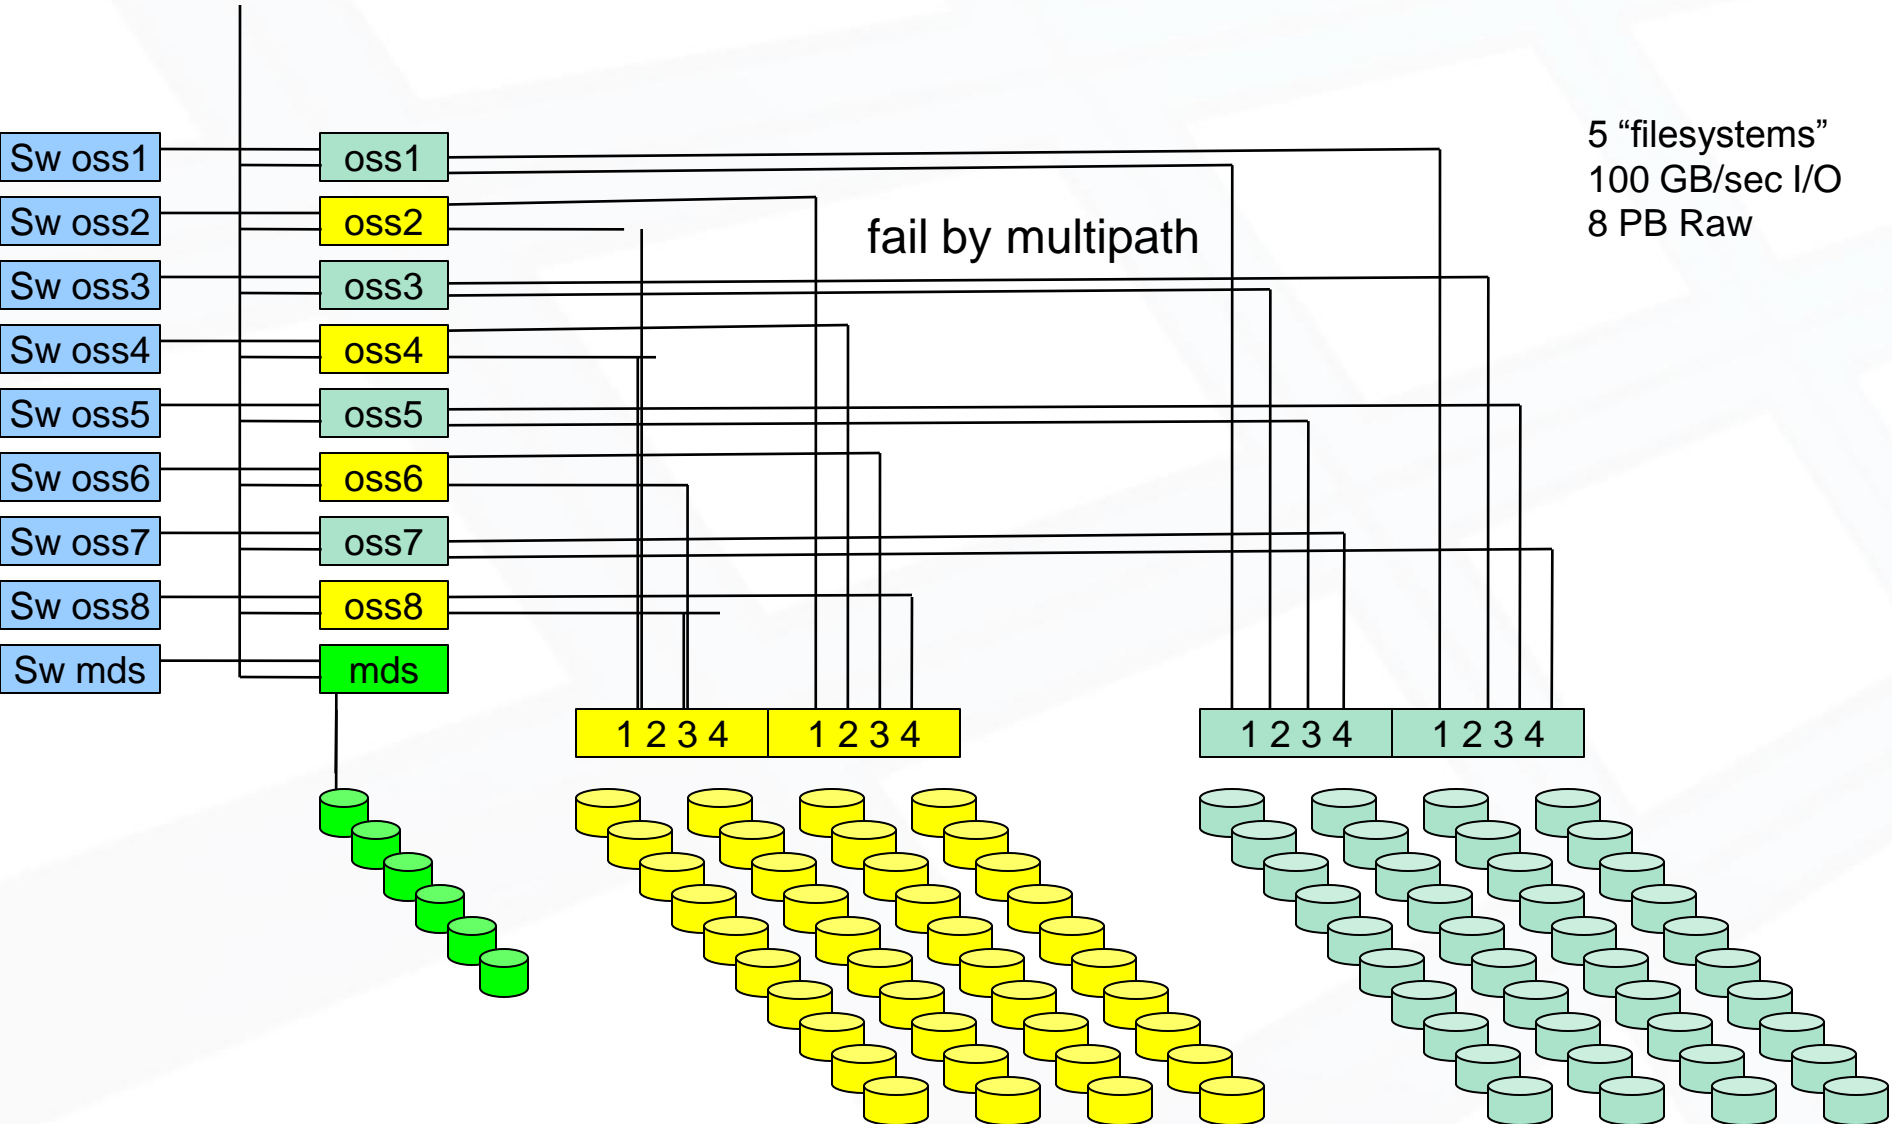 Sw oss1
oss1
Sw oss2
oss2
Sw oss3
oss3
Sw oss4
oss4
Sw oss5
oss5
Sw oss6
oss6
Sw oss7
oss7
Sw oss8
oss8
Sw mds
mds
fail by multipath
5 “filesystems”
100 GB/sec I/O
8 PB Raw
1 2 3 4
1 2 3 4
1 2 3 4
1 2 3 4